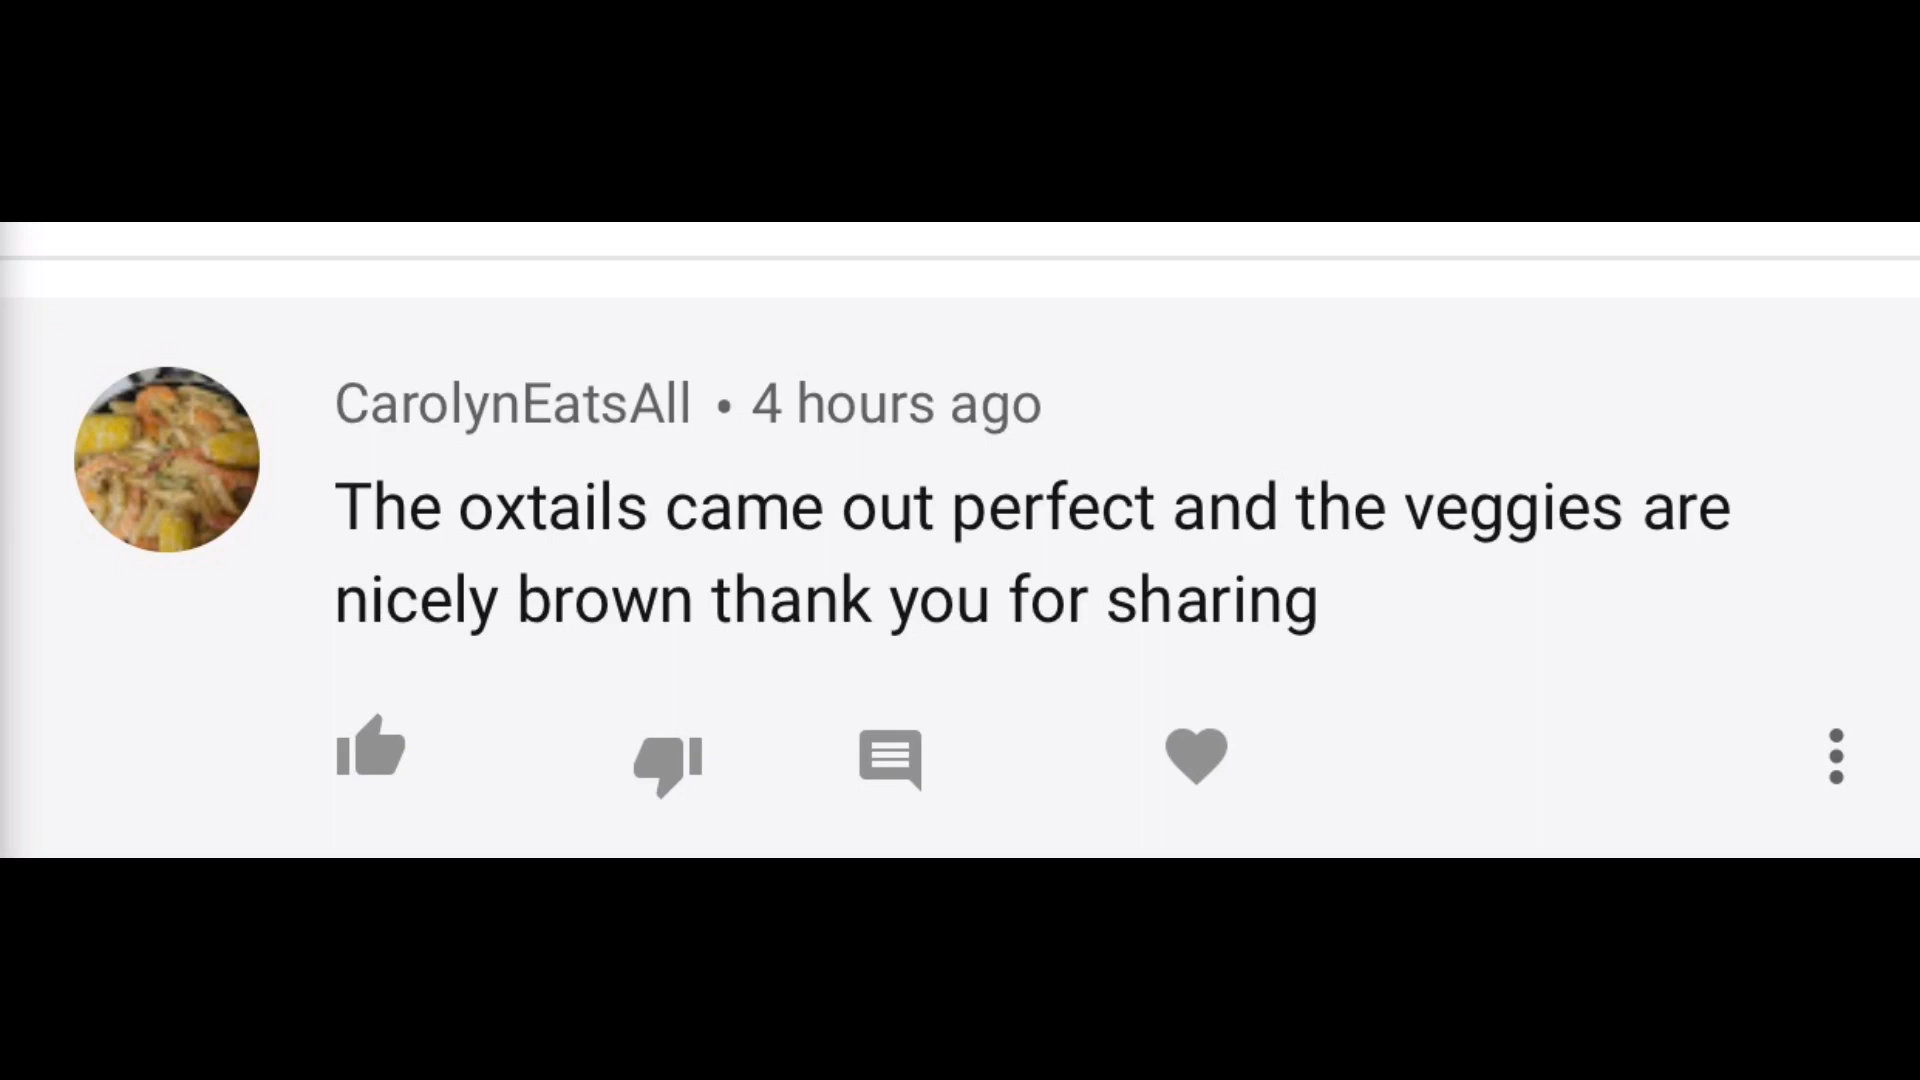 CarolynEatsAll • 4 hours ago
The oxtails came out perfect and the veggies are
nicely brown thank you for sharing